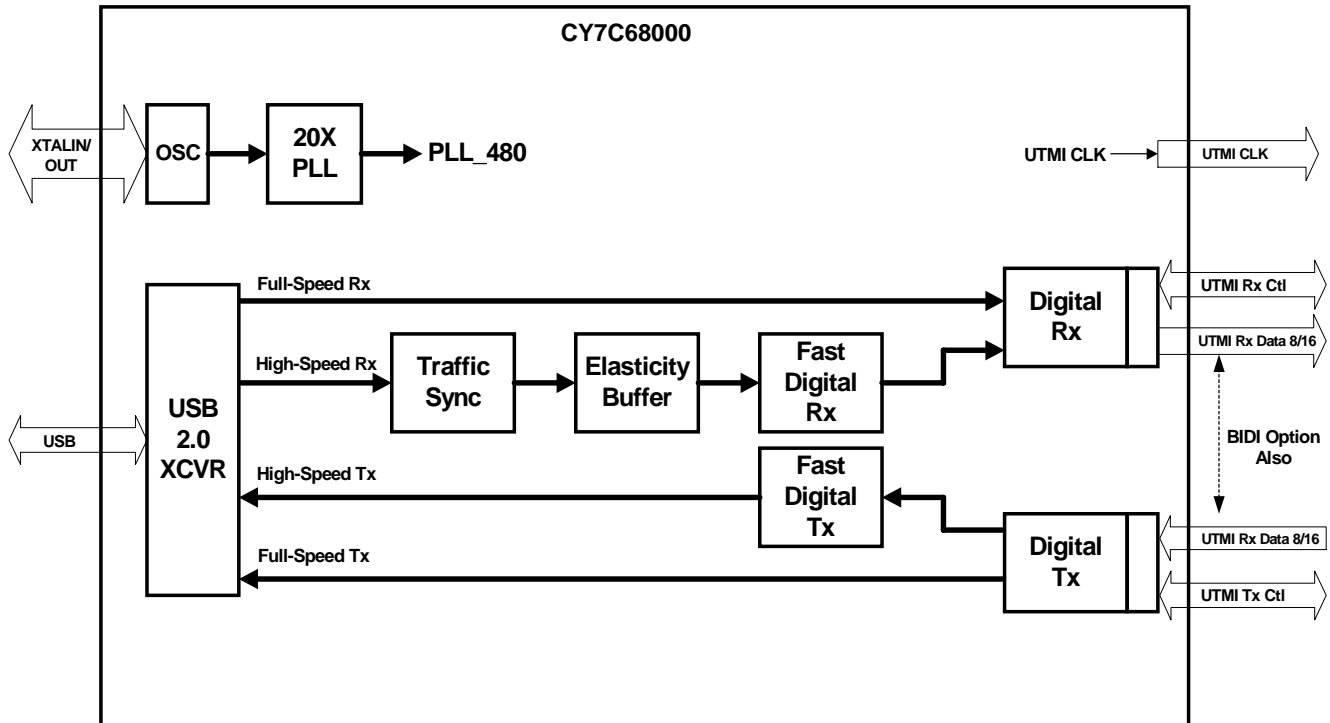 CY7C68000
XTALIN/
OUT
OSC
20X
PLL
PLL_480
UTMI CLK
UTMI CLK
Full-Speed Rx
Digital
Rx
UTMI Rx Ctl
UTMI Rx Data 8/16
High-Speed Rx
Traffic
Sync
Elasticity
Buffer
Fast
Digital
Rx
USB
USB
2.0
XCVR
BIDI Option
Also
High-Speed Tx
Fast
Digital
Tx
Full-Speed Tx
Digital
Tx
UTMI Rx Data 8/16
UTMI Tx Ctl